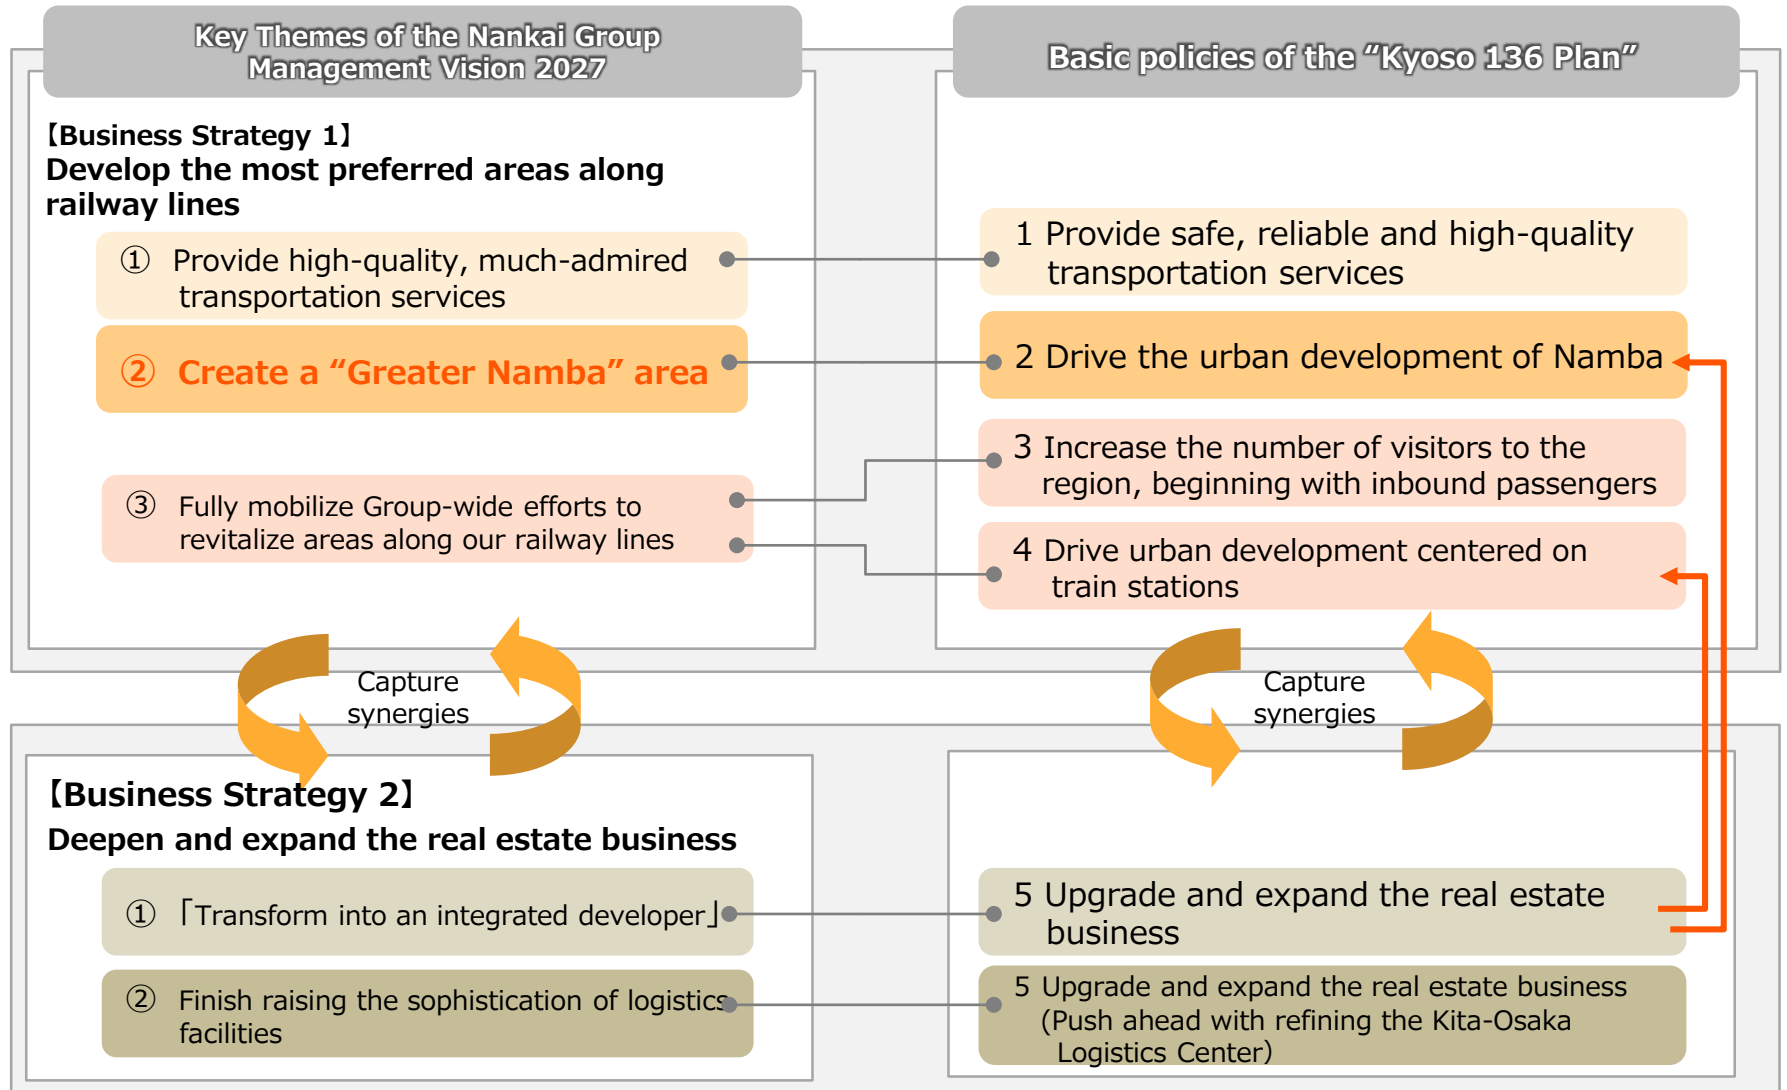 Key Themes of the Nankai Group
Management Vision 2027
Basic policies of the “Kyoso 136 Plan”
【Business Strategy 1】
Develop the most preferred areas along
railway lines
① Provide high-quality, much-admired
transportation services
1 Provide safe, reliable and high-quality
transportation services
② Create a “Greater Namba” area
2 Drive the urban development of Namba
③ Fully mobilize Group-wide efforts to
revitalize areas along our railway lines
3 Increase the number of visitors to the
region, beginning with inbound passengers
4 Drive urban development centered on
train stations
Capture
synergies
Capture
synergies
【Business Strategy 2】
Deepen and expand the real estate business
① 「Transform into an integrated developer」
5 Upgrade and expand the real estate
business
② Finish raising the sophistication of logistics
facilities
5 Upgrade and expand the real estate business
(Push ahead with refining the Kita-Osaka
Logistics Center）